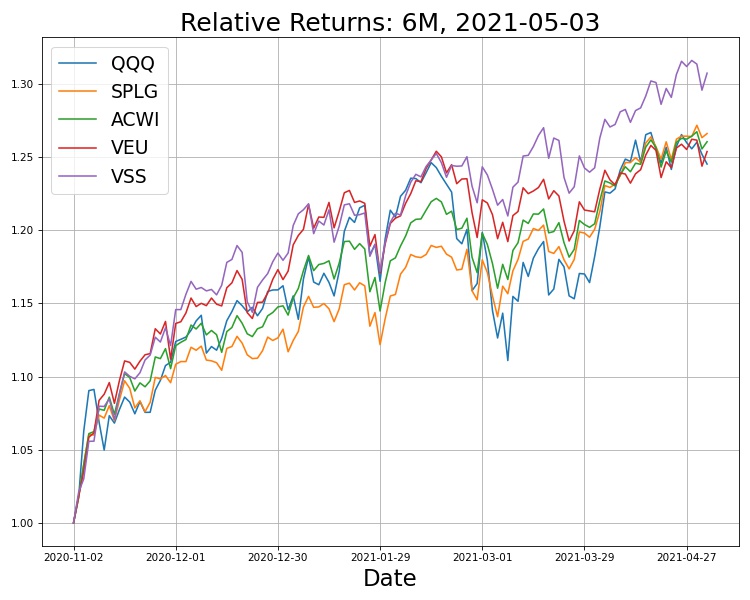 Relative Returns: 6M, 2021-05-03
QQQ
SPLG
ACWI
VEU
VSS
1.30
1.25
1.20
1.15
1.10
1.05
1.00
2020-11-02 2020-12-01 2020-12-30 2021-01-29 2021-03-01 2021-03-29 2021-04-27
Date